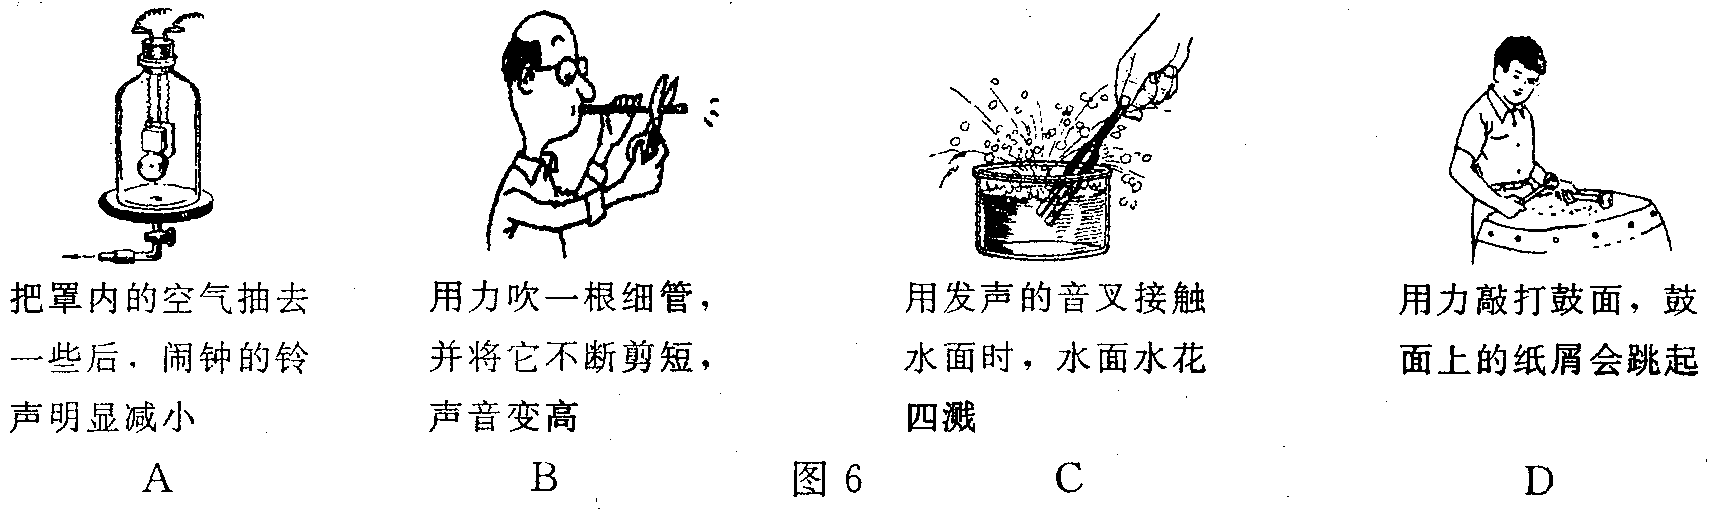 把罩内的空气抽去
一些后，闹钟的铃
声明显减小
A
用力吹一根细管，
并将它不断剪短，
声音变高
B
用发声的音叉接触
水面时，水面水花
四溅
C
用力敲打鼓面，鼓
面上的纸屑会跳起
D
图 6